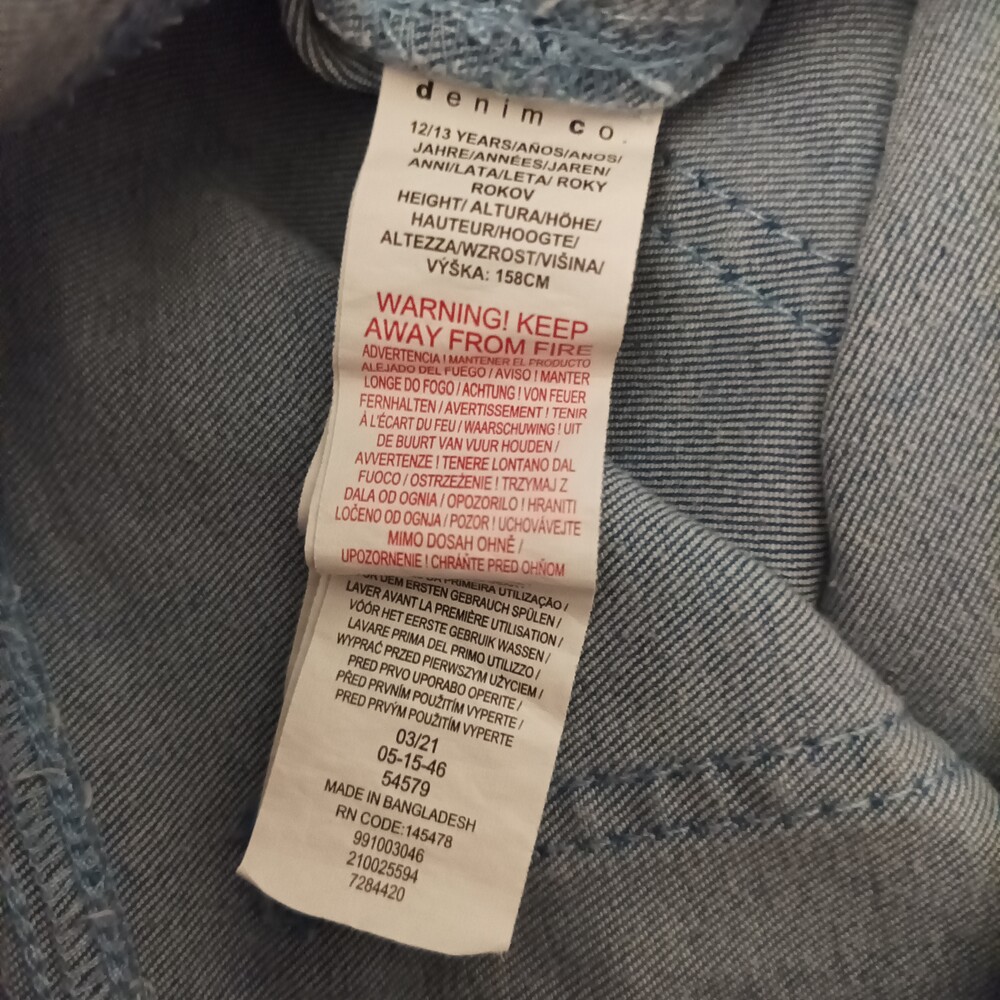 denim co.
12/13 YEARS/AÑOS/ANOS/
JAHRE/ANNÉES/JAREN/
ANNI/LATA/LETA/ ROKY
ROKOV
HEIGHT/ ALTURA/HÖHE/
HAUTEUR/HOOGTE/
ALTEZZA/WZROST/VIŠINA/
VÝŠKA: 158CM
WARNING! KEEP
AWAY FROM FIRE
ADVERTENCIA ! MANTENER EL PRODUCTO
ALEJADO DEL FUEGO / AVISO ! MANTER
LONGE DO FOGO / ACHTUNG ! VON FEUER
FERNHALTEN / AVERTISSEMENT ! TENIR
À L'ÉCART DU FEU / WAARSCHUWING ! UIT
DE BUURT VAN VUUR HOUDEN /
AVVERTENZE ! TENERE LONTANO DAL
FUOCO / OSTRZEŻENIE ! TRZYMAJ Z
DALA OD OGNIA / OPOZORILO ! HRANITI
LOČENO OD OGNJA / POZOR ! UCHOVÁVEJTE
MIMO DOSAH OHNĚ /
UPOZORNENIE ! CHRÁŇTE PRED OHŇOM
DA PRIMEIRA UTILIZAÇÃO /
DEM ERSTEN GEBRAUCH SPÜLEN /
LAVER AVANT LA PREMIÈRE UTILISATION /
VÓÓR HET EERSTE GEBRUIK WASSEN /
LAVARE PRIMA DEL PRIMO UTILIZZO /
WYPRAĆ PRZED PIERWSZYM UŻYCIEM /
PRED PRVO UPORABO OPERITE /
PŘED PRVNÍM POUŽITÍM VYPERTE /
PRED PRVÝM POUŽITÍM VYPERTE
03/21
05-15-46
54579
MADE IN BANGLADESH
RN CODE:145478
991003046
210025594
7284420